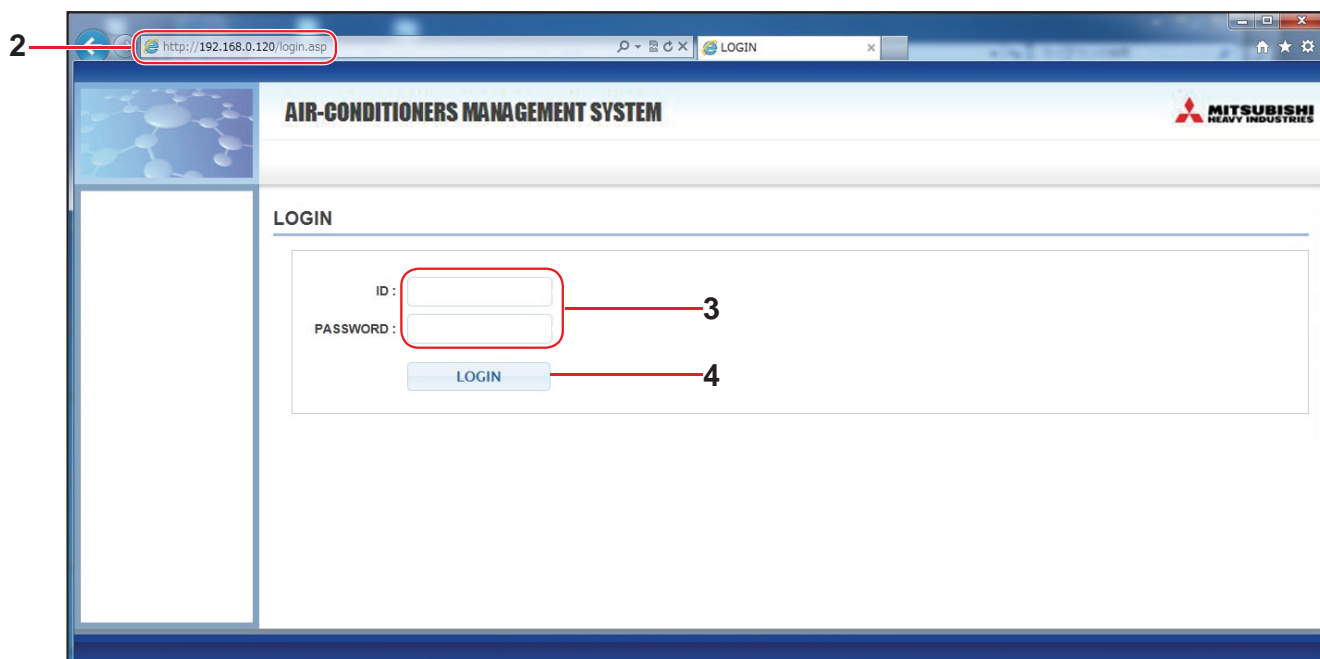 2
http://192.168.0.120/login.asp
LOGIN
AIR-CONDITIONERS MANAGEMENT SYSTEM
MITSUBISHI
HEAVY INDUSTRIES
LOGIN
ID :
3
PASSWORD :
LOGIN
4